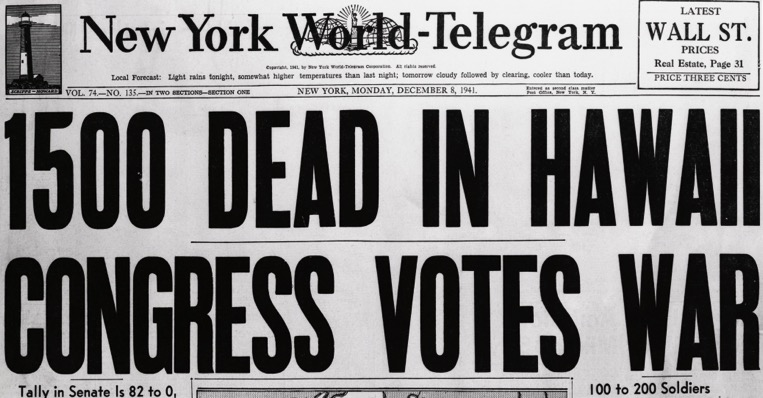 New York World-Telegram
Copyright, 1941, by New York World-Telegram Corporation. All rights reserved.
Local Forecast: Light rains tonight, somewhat higher temperatures than last night; tomorrow cloudy followed by clearing, cooler than today.
LATEST
WALL ST.
PRICES
Real Estate, Page 31
PRICE THREE CENTS
SCRIPPS-HOWARD
VOL. 74.—NO. 135.—IN TWO SECTIONS—SECTION ONE
NEW YORK, MONDAY, DECEMBER 8, 1941.
Entered as second class matter
Post Office, New York, N. Y.
1500 DEAD IN HAWAII
CONGRESS VOTES WAR
Tally in Senate Is 82 to 0,
100 to 200 Soldiers